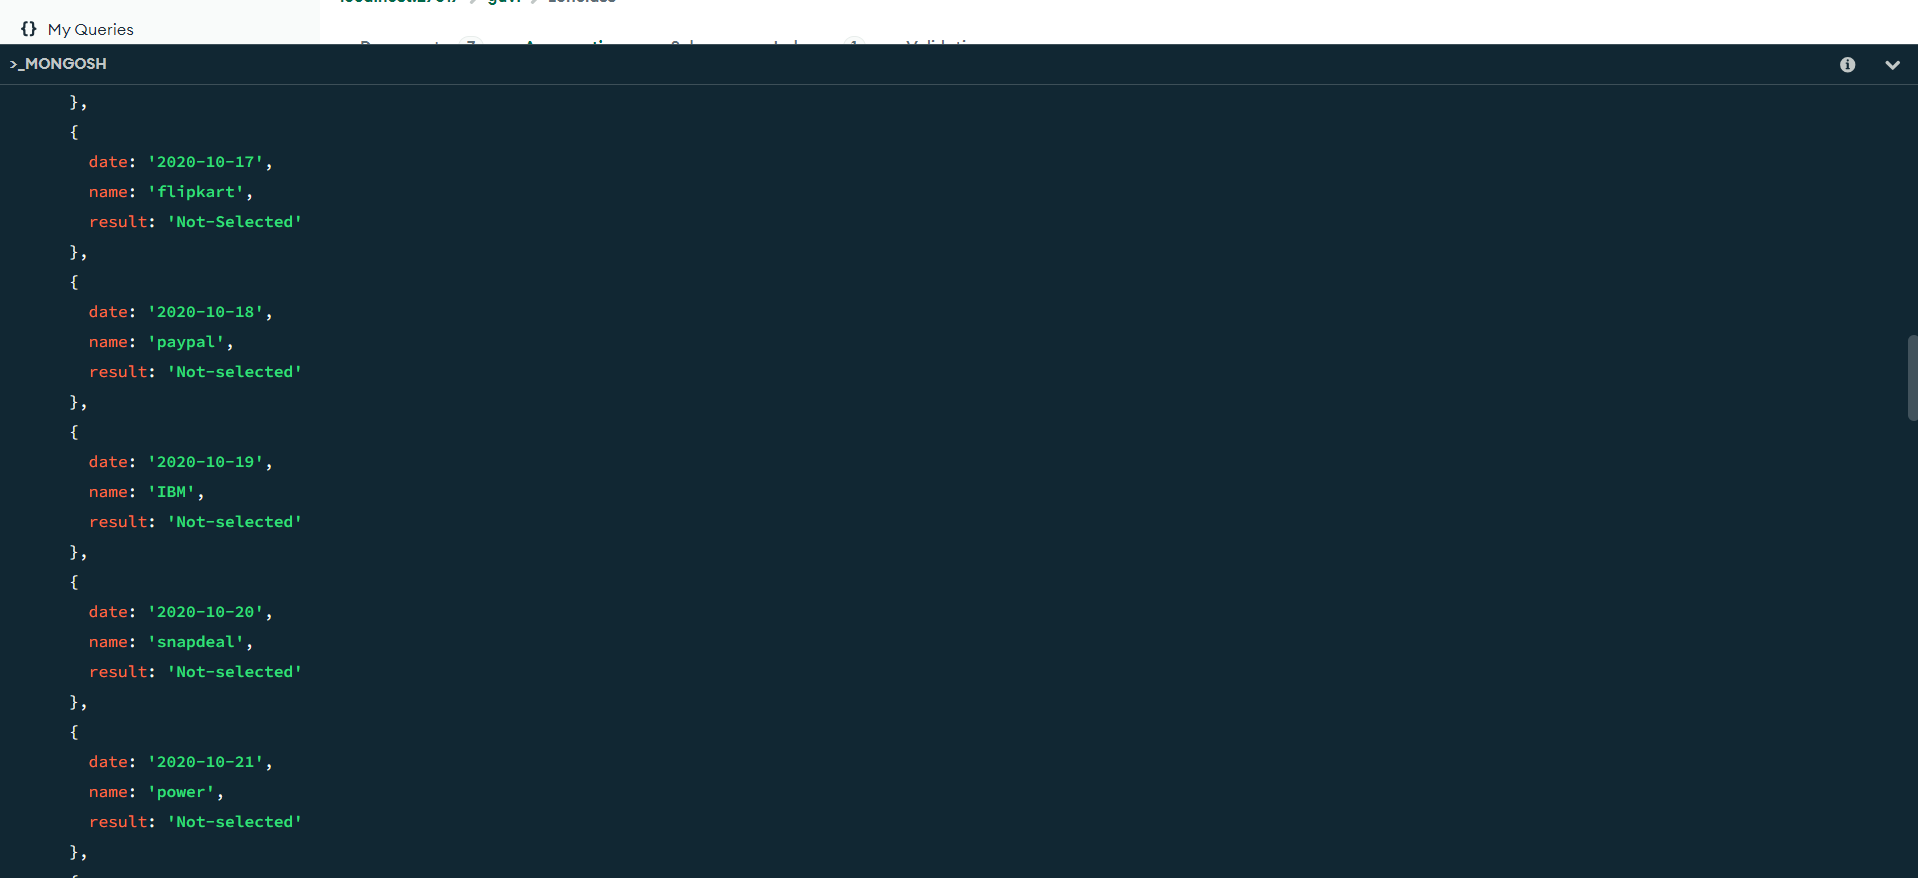 {} My Queries
>_MONGOSH
},
{
date: '2020-10-17',
name: 'flipkart',
result: 'Not-Selected'
},
{
date: '2020-10-18',
name: 'paypal',
result: 'Not-selected'
},
{
date: '2020-10-19',
name: 'IBM',
result: 'Not-selected'
},
{
date: '2020-10-20',
name: 'snapdeal',
result: 'Not-selected'
},
{
date: '2020-10-21',
name: 'power',
result: 'Not-selected'
},